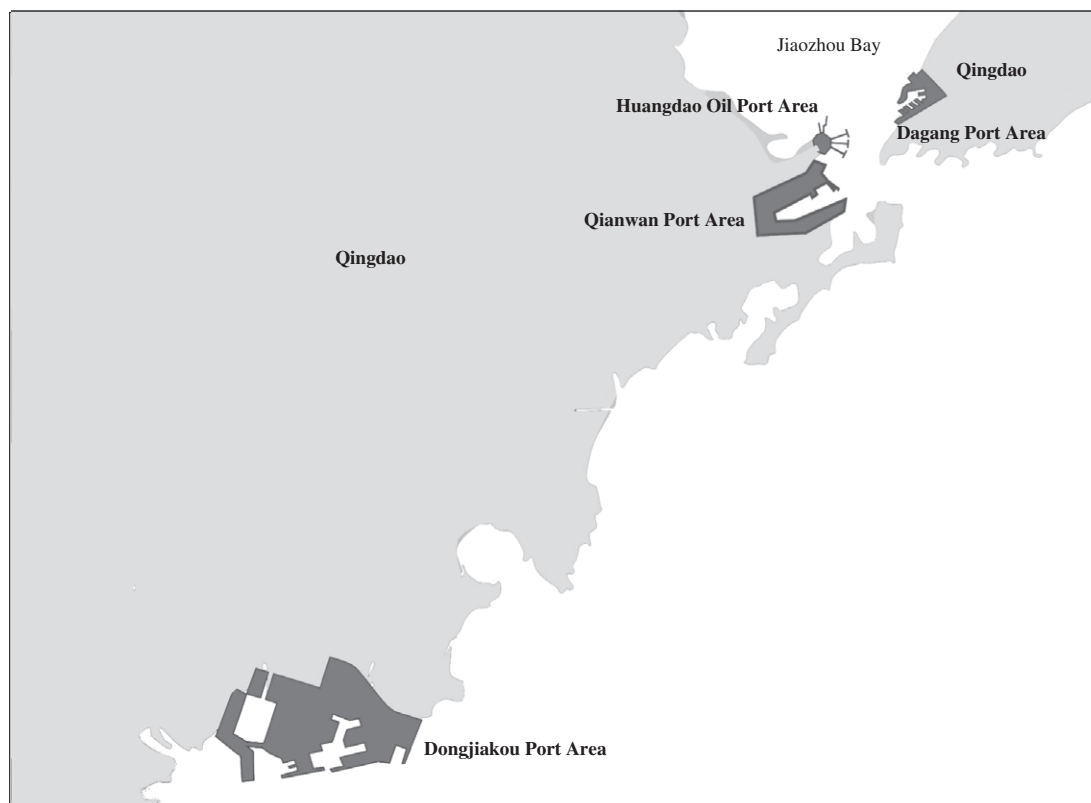 Jiaozhou Bay
Qingdao
Huangdao Oil Port Area
Dagang Port Area
Qianwan Port Area
Qingdao
Dongjiakou Port Area